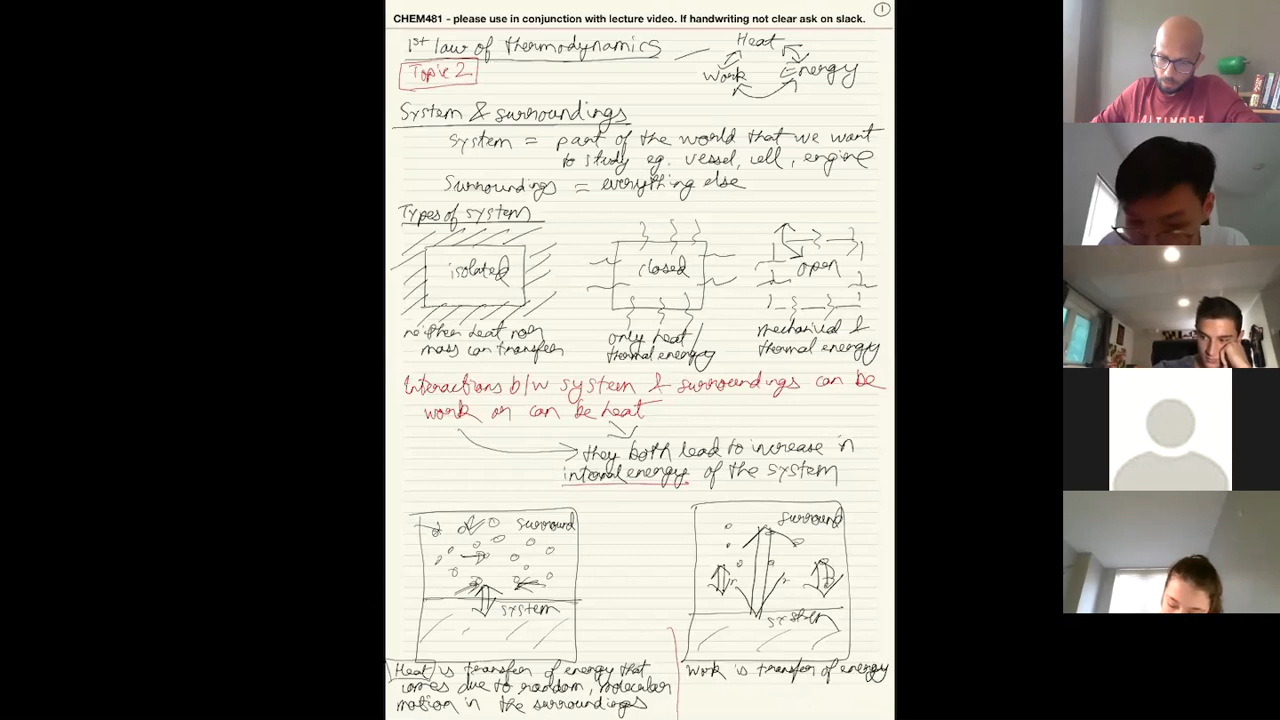 1
CHEM481 - please use in conjunction with lecture video. If handwriting not clear ask on slack.
1st law of thermodynamics
Heat
Work Energy
Topic 2
System & surroundings
System = part of the world that we want
to study eg. vessel, cell, engine
Surroundings = everything else
Types of system
isolated closed open
neither heat nor
mass can transfer
only heat/
thermal energy
mechanical &
thermal energy
Interactions b/w system & surroundings can be
work or can be heat
they both lead to increase in
internal energy of the system
surround
system
surround
system
Heat is transfer of energy that
comes due to random, molecular
motion in the surroundings
Work is transfer of energy
BALTIMORE